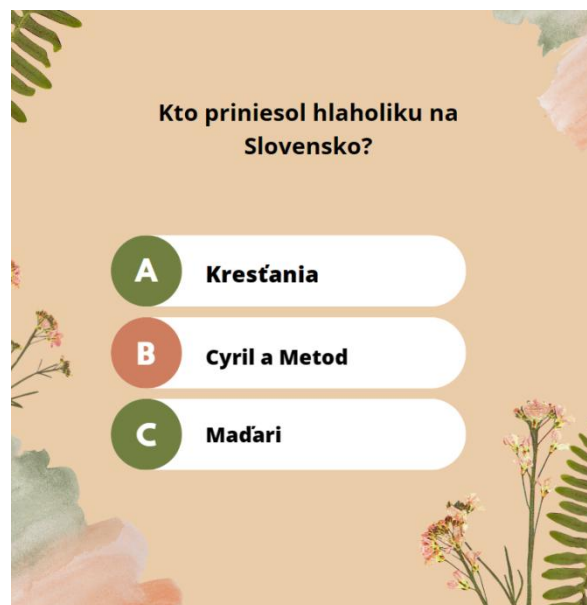 Kto priniesol hlaholiku na
Slovensko?
A Kresťania
B Cyril a Metod
C Maďari